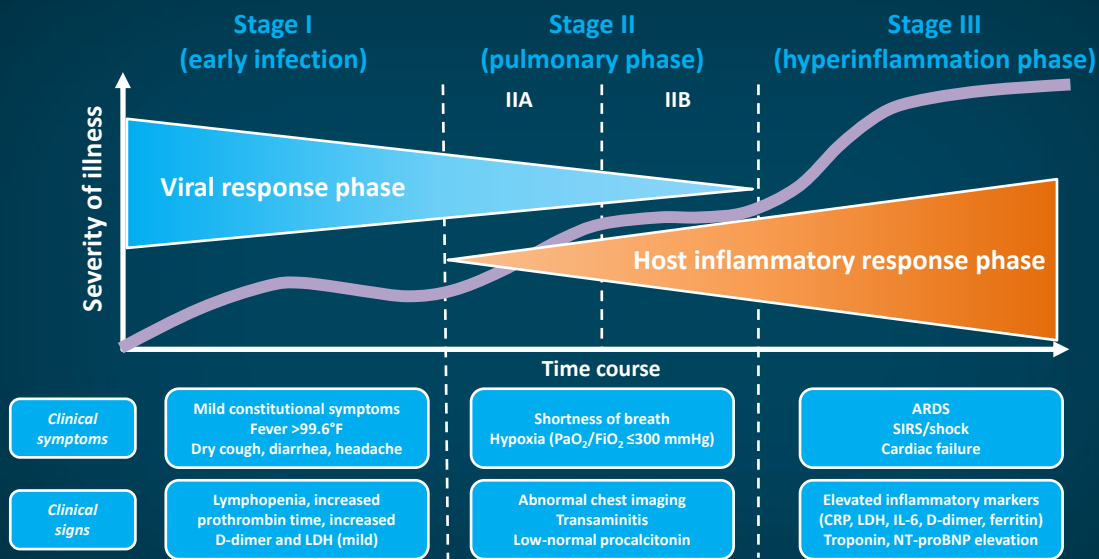 Stage I
(early infection)
Stage II
(pulmonary phase)
Stage III
(hyperinflammation phase)
IIA
IIB
Severity of illness
Viral response phase
Host inflammatory response phase
Time course
Clinical
symptoms
Mild constitutional symptoms
Fever >99.6°F
Dry cough, diarrhea, headache
Shortness of breath
Hypoxia (PaO₂/FiO₂ ≤300 mmHg)
ARDS
SIRS/shock
Cardiac failure
Clinical
signs
Lymphopenia, increased
prothrombin time, increased
D-dimer and LDH (mild)
Abnormal chest imaging
Transaminitis
Low-normal procalcitonin
Elevated inflammatory markers
(CRP, LDH, IL-6, D-dimer, ferritin)
Troponin, NT-proBNP elevation